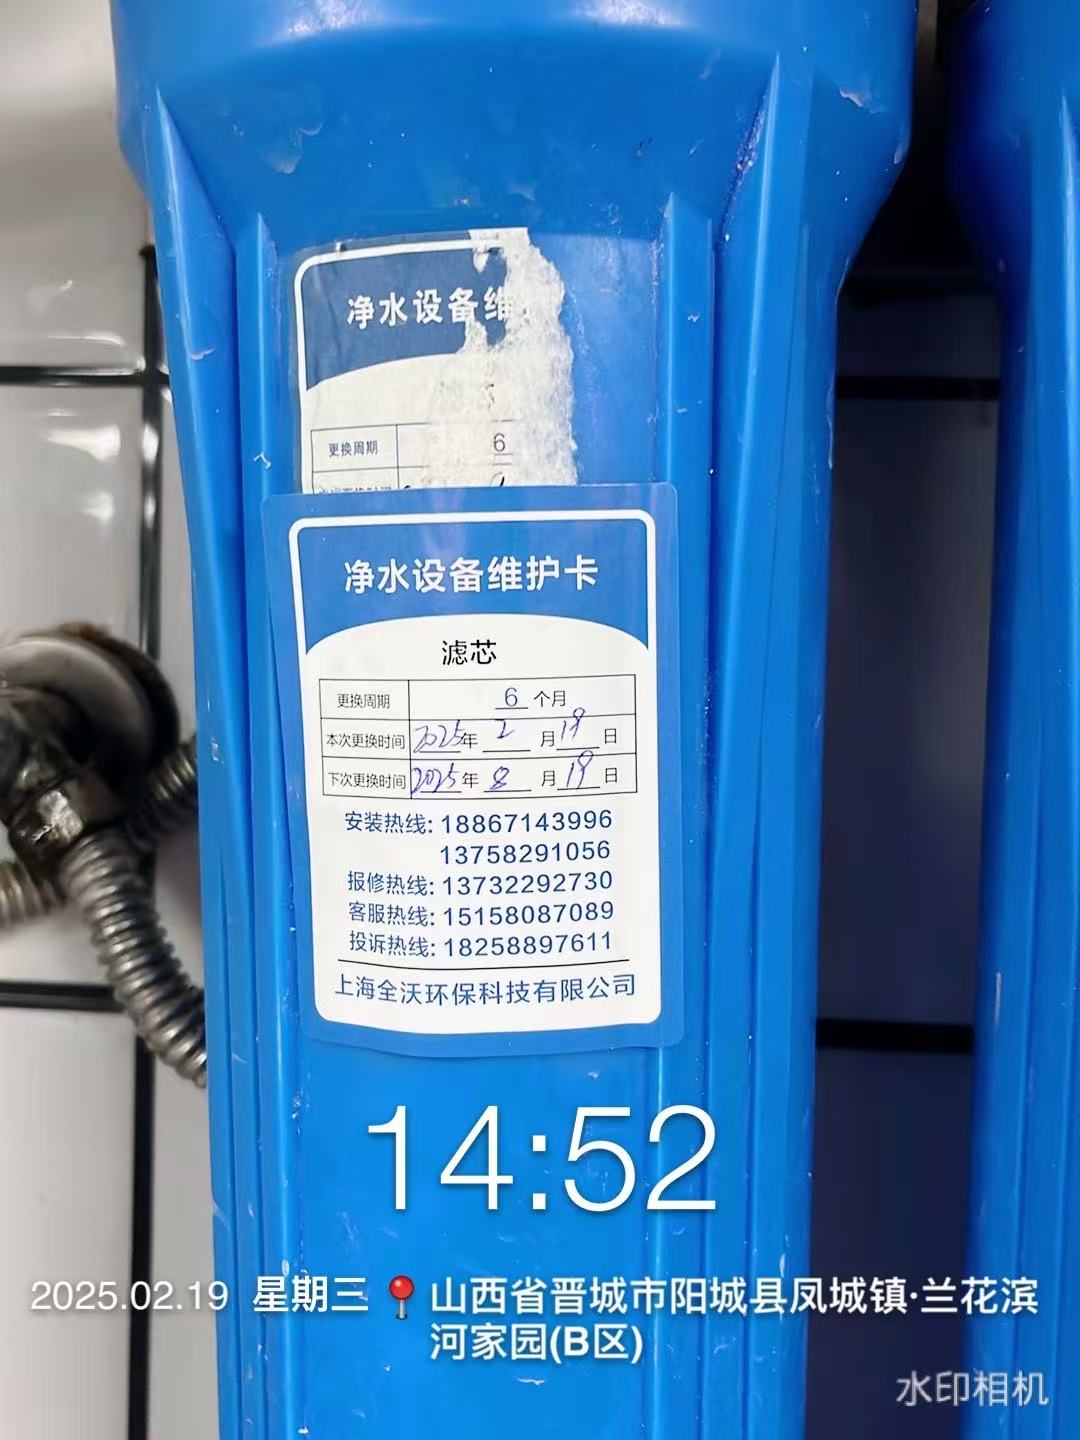 净水设备维
更换周期 6
净水设备维护卡
滤芯
更换周期 6 个月
本次更换时间 2025年 2 月 19 日
下次更换时间 2025年 8 月 19 日
安装热线: 18867143996
13758291056
报修热线: 13732292730
客服热线: 15158087089
投诉热线: 18258897611
上海全沃环保科技有限公司
14:52
2025.02.19 星期三 山西省晋城市阳城县凤城镇·兰花滨
河家园(B区)
水印相机